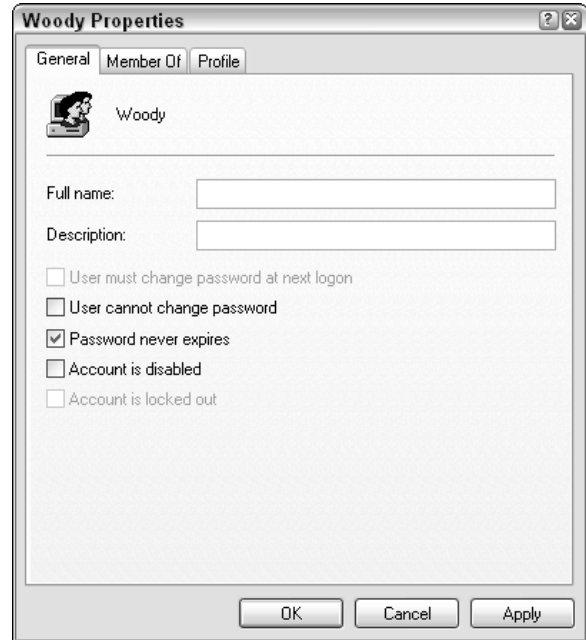 Woody Properties
General Member Of Profile
Woody
Full name:
Description:
User must change password at next logon
User cannot change password
Password never expires
Account is disabled
Account is locked out
OK Cancel Apply